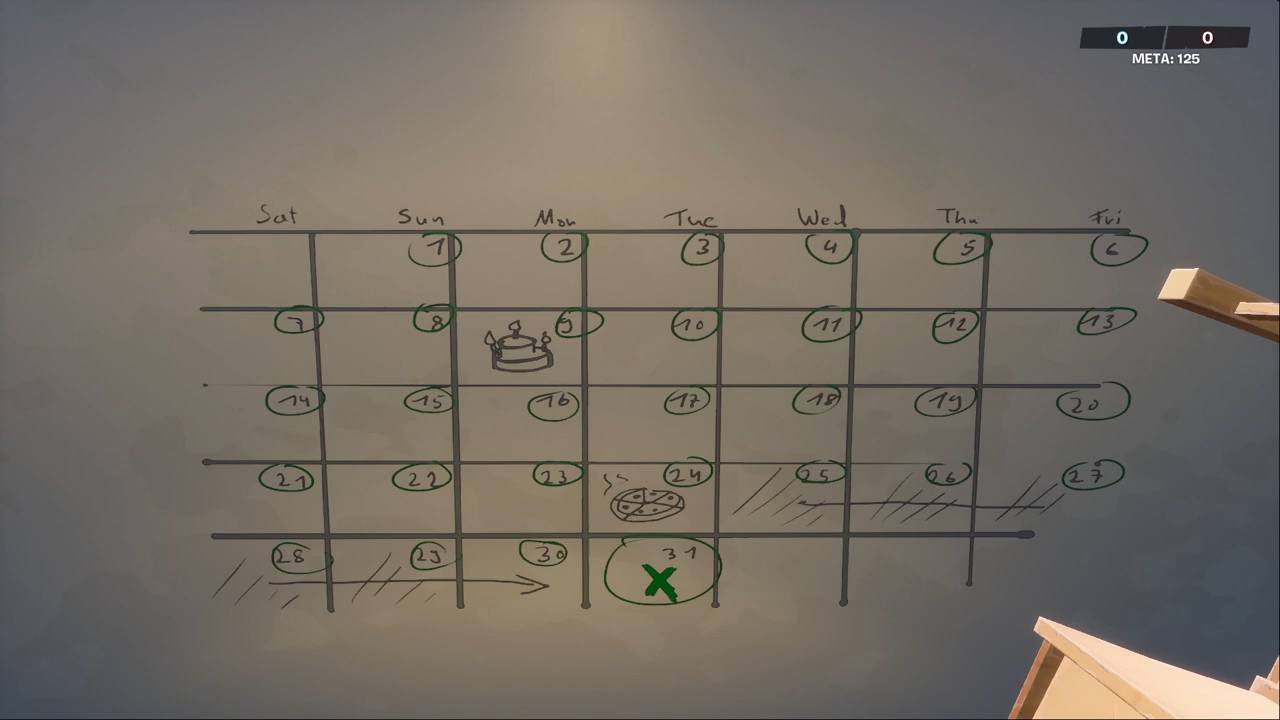 0 0
META: 125
Sat Sun Mon Tue Wed Thu Fri
1 2 3 4 5 6
7 8 9 10 11 12 13
14 15 16 17 18 19 20
21 22 23 24 25 26 27
28 29 30 31
X